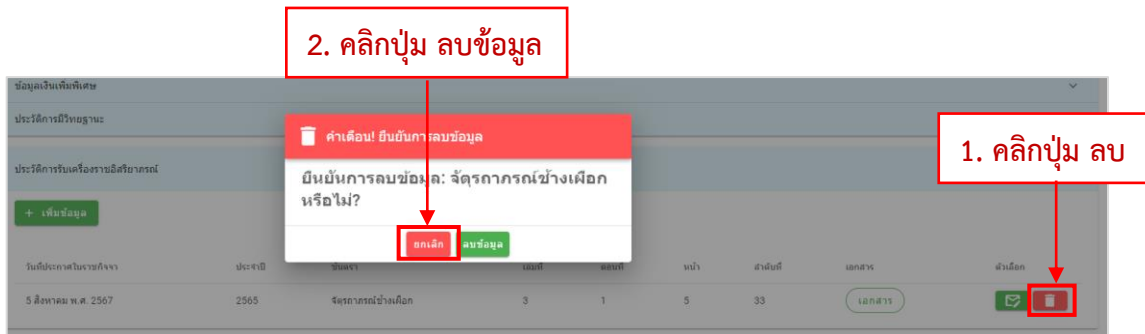 2. คลิกปุ่ม ลบข้อมูล
ข้อมูลเงินเพิ่มพิเศษ
ประวัติการมีวิทยฐานะ
คำเตือน! ยืนยันการลบข้อมูล
1. คลิกปุ่ม ลบ
ประวัติการรับเครื่องราชอิสริยาภรณ์
ยืนยันการลบข้อมูล: จัตุรถาภรณ์ช้างเผือก
หรือไม่?
+ เพิ่มข้อมูล
ยกเลิก ลบข้อมูล
วันที่ประกาศในราชกิจจา ประจำปี ชั้นตรา เล่มที่ ตอนที่ หน้า ลำดับที่ เอกสาร ตัวเลือก
5 สิงหาคม พ.ศ. 2567 2565 จัตุรถาภรณ์ช้างเผือก 3 1 5 33 เอกสาร